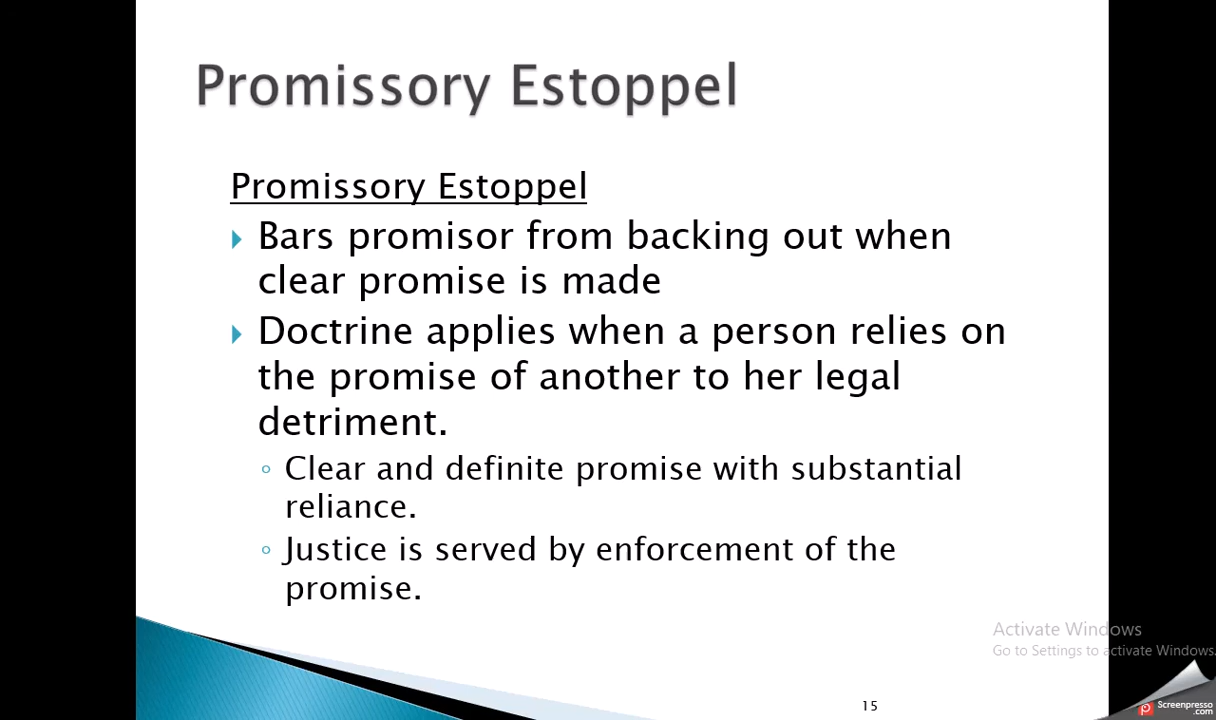 Promissory Estoppel
Promissory Estoppel
Bars promisor from backing out when
clear promise is made
Doctrine applies when a person relies on
the promise of another to her legal
detriment.
Clear and definite promise with substantial
reliance.
Justice is served by enforcement of the
promise.
Activate Windows
Go to Settings to activate Windows.
15
Screenpresso
.com